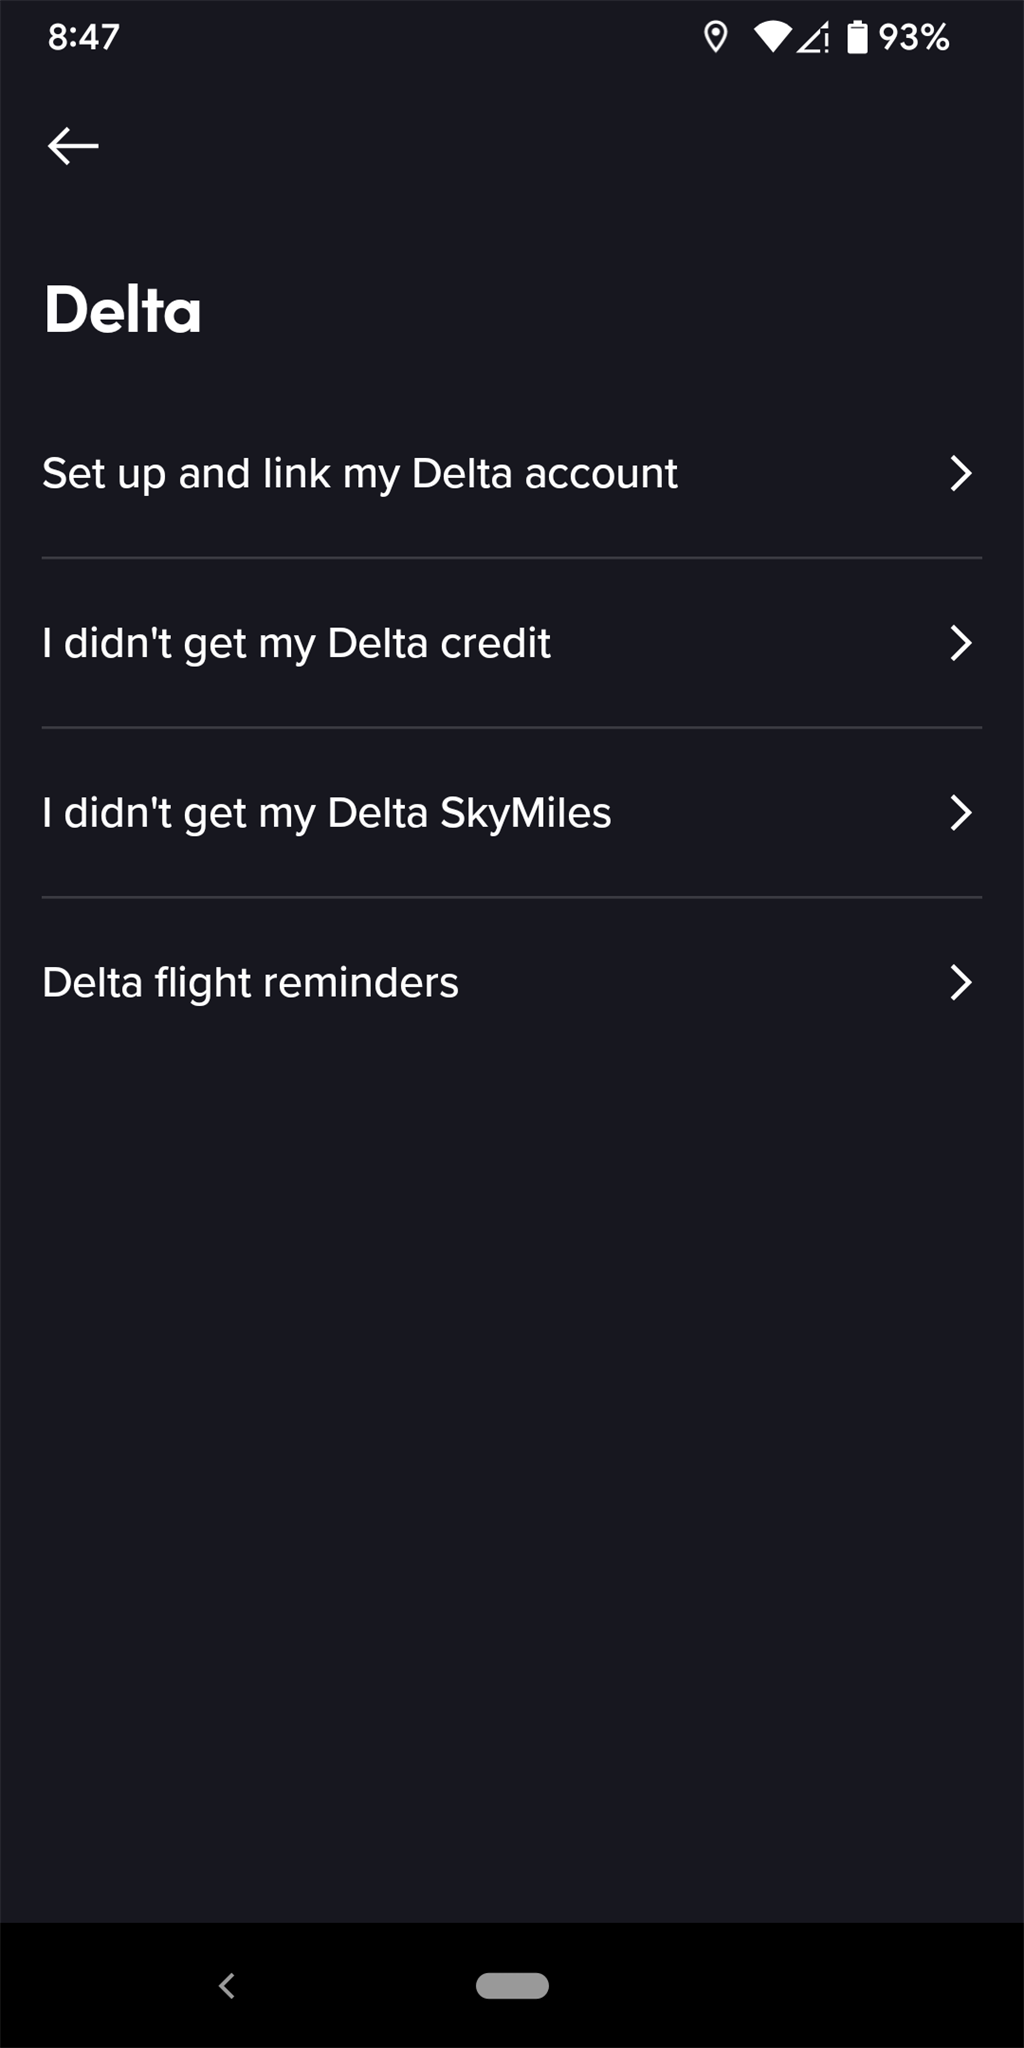 8:47
93%
Delta
Set up and link my Delta account
I didn't get my Delta credit
I didn't get my Delta SkyMiles
Delta flight reminders